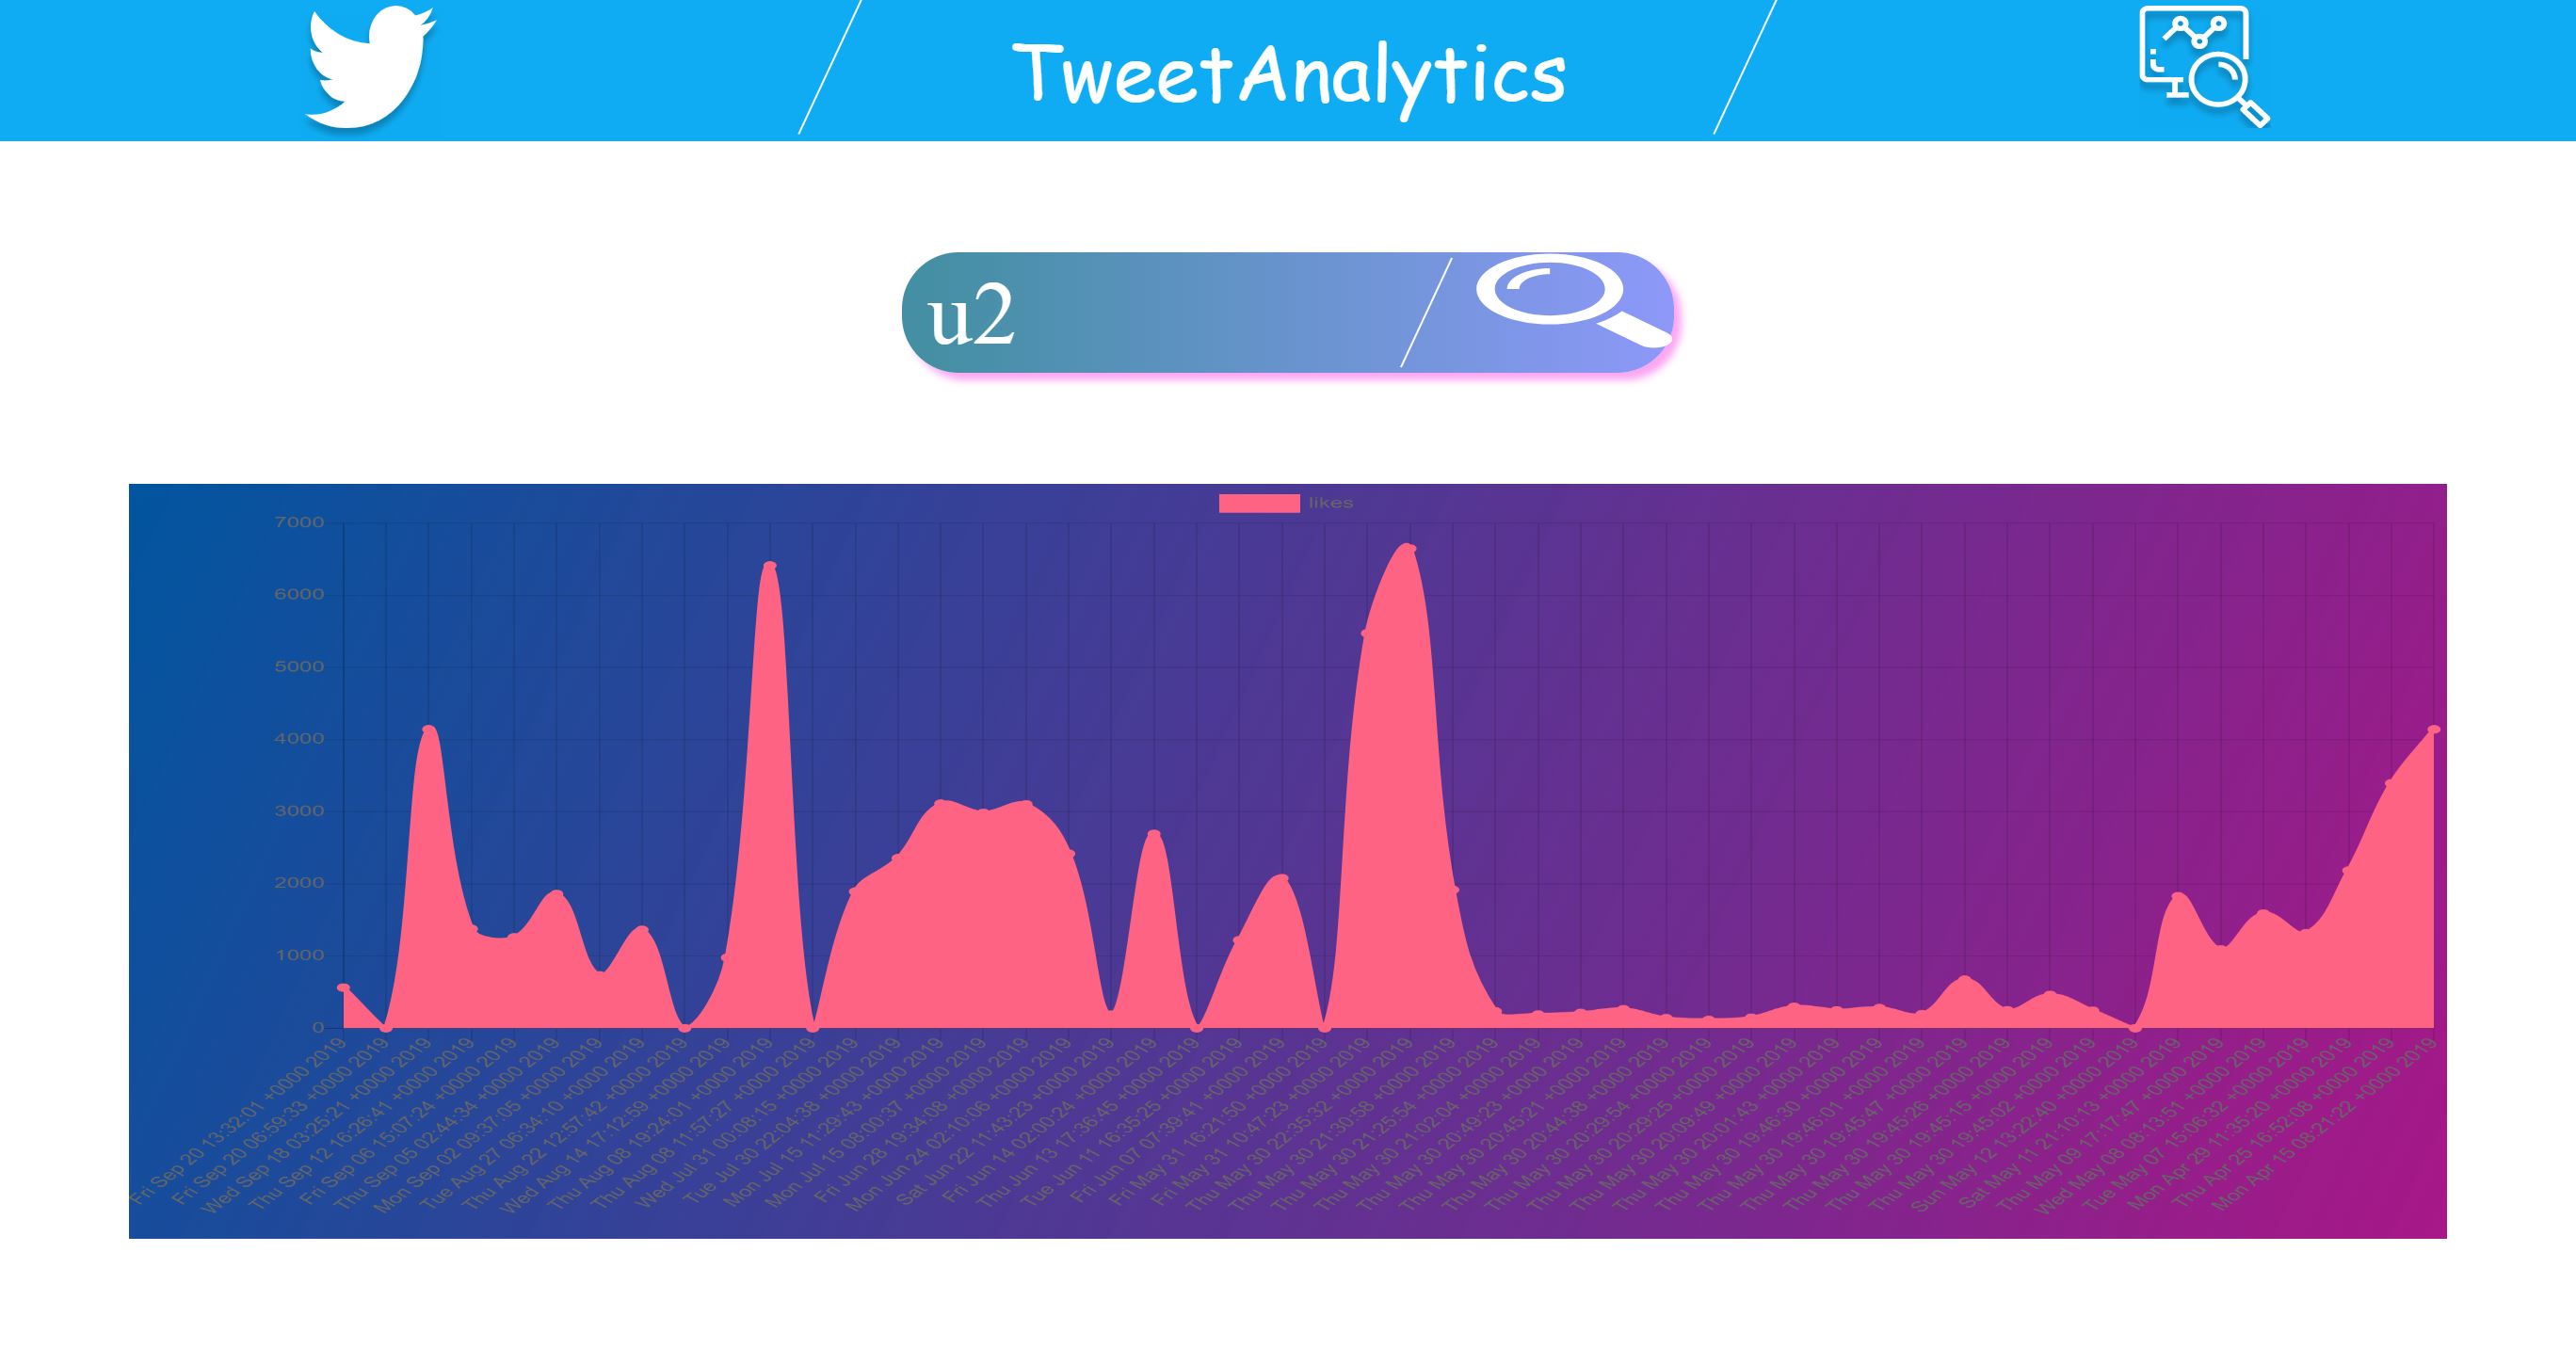 TweetAnalytics
u2
likes
7000
6000
5000
4000
3000
2000
1000
0
Fri Sep 20 13:32:01 +0000 2019
Fri Sep 20 06:59:33 +0000 2019
Wed Sep 18 03:25:21 +0000 2019
Thu Sep 12 16:26:41 +0000 2019
Fri Sep 06 15:07:24 +0000 2019
Thu Sep 05 02:44:34 +0000 2019
Mon Sep 02 09:37:05 +0000 2019
Tue Aug 27 06:34:10 +0000 2019
Thu Aug 22 12:57:42 +0000 2019
Wed Aug 14 17:12:59 +0000 2019
Thu Aug 08 19:24:01 +0000 2019
Thu Aug 08 11:57:27 +0000 2019
Wed Jul 31 00:08:15 +0000 2019
Tue Jul 30 22:04:38 +0000 2019
Mon Jul 15 11:29:43 +0000 2019
Mon Jul 15 08:00:37 +0000 2019
Fri Jun 28 19:34:08 +0000 2019
Mon Jun 24 02:10:06 +0000 2019
Sat Jun 22 11:43:23 +0000 2019
Fri Jun 14 02:00:24 +0000 2019
Thu Jun 13 17:36:45 +0000 2019
Tue Jun 11 16:35:25 +0000 2019
Fri Jun 07 07:39:41 +0000 2019
Fri May 31 16:21:50 +0000 2019
Fri May 31 10:47:23 +0000 2019
Thu May 30 22:35:32 +0000 2019
Thu May 30 21:30:58 +0000 2019
Thu May 30 21:25:54 +0000 2019
Thu May 30 21:02:04 +0000 2019
Thu May 30 20:49:23 +0000 2019
Thu May 30 20:45:21 +0000 2019
Thu May 30 20:44:38 +0000 2019
Thu May 30 20:29:54 +0000 2019
Thu May 30 20:29:25 +0000 2019
Thu May 30 20:09:49 +0000 2019
Thu May 30 20:01:43 +0000 2019
Thu May 30 19:46:30 +0000 2019
Thu May 30 19:46:01 +0000 2019
Thu May 30 19:45:47 +0000 2019
Thu May 30 19:45:26 +0000 2019
Thu May 30 19:45:15 +0000 2019
Thu May 30 19:45:02 +0000 2019
Sun May 12 13:22:40 +0000 2019
Sat May 11 21:10:13 +0000 2019
Thu May 09 17:17:47 +0000 2019
Wed May 08 08:13:51 +0000 2019
Tue May 07 15:06:32 +0000 2019
Mon Apr 29 11:35:20 +0000 2019
Thu Apr 25 16:52:08 +0000 2019
Mon Apr 15 08:21:22 +0000 2019